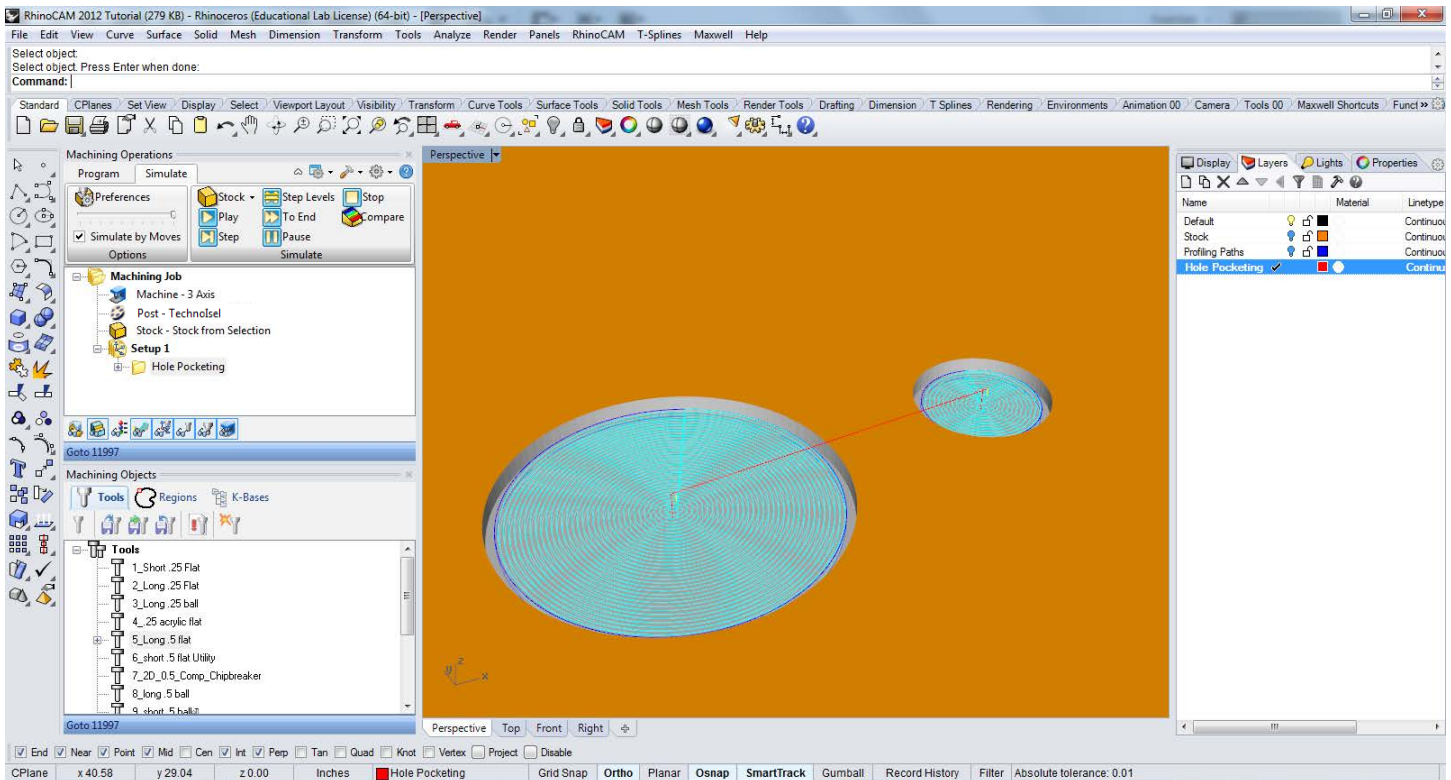 RhinoCAM 2012 Tutorial (279 KB) - Rhinoceros (Educational Lab License) (64-bit) - [Perspective]
File Edit View Curve Surface Solid Mesh Dimension Transform Tools Analyze Render Panels RhinoCAM T-Splines Maxwell Help
Select object:
Select object. Press Enter when done:
Command:
Standard CPlanes Set View Display Select Viewport Layout Visibility Transform Curve Tools Surface Tools Solid Tools Mesh Tools Render Tools Drafting Dimension T Splines Rendering Environments Animation 00 Camera Tools 00 Maxwell Shortcuts Funct »
Machining Operations
Program Simulate
Preferences
Simulate by Moves
Options
Stock Step Levels Stop
Play To End Compare
Step Pause
Simulate
Machining Job
Machine - 3 Axis
Post - TechnoIsel
Stock - Stock from Selection
Setup 1
Hole Pocketing
Goto 11997
Machining Objects
Tools Regions K-Bases
Tools
1_Short .25 Flat
2_Long .25 Flat
3_Long .25 ball
4_.25 acrylic flat
5_Long .5 flat
6_short .5 flat Utility
7_2D_0.5_Comp_Chipbreaker
8_long .5 ball
Goto 11997
Perspective
z
y x
Perspective Top Front Right
Display Layers Lights Properties
Name Material Linetype
Default Continuou
Stock Continuou
Profiling Paths Continuou
Hole Pocketing Continu
End Near Point Mid Cen Int Perp Tan Quad Knot Vertex Project Disable
CPlane x 40.58 y 29.04 z 0.00 Inches Hole Pocketing Grid Snap Ortho Planar Osnap SmartTrack Gumball Record History Filter Absolute tolerance: 0.01